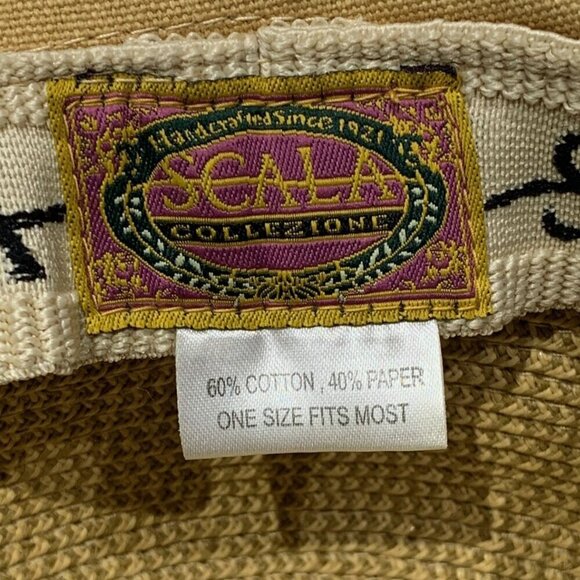 Handcrafted Since 1921
SCALA
COLLEZIONE
60% COTTON , 40% PAPER
ONE SIZE FITS MOST